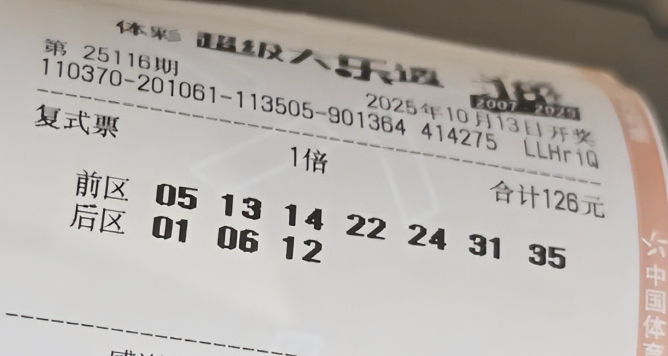 体彩 超级大乐透
第 25116期 2025年10月13日开奖
110370-201061-113505-901364 414275 LLHriQ
复式票 1倍 合计126元
前区 05 13 14 22 24 31 35
后区 01 06 12
中国体育